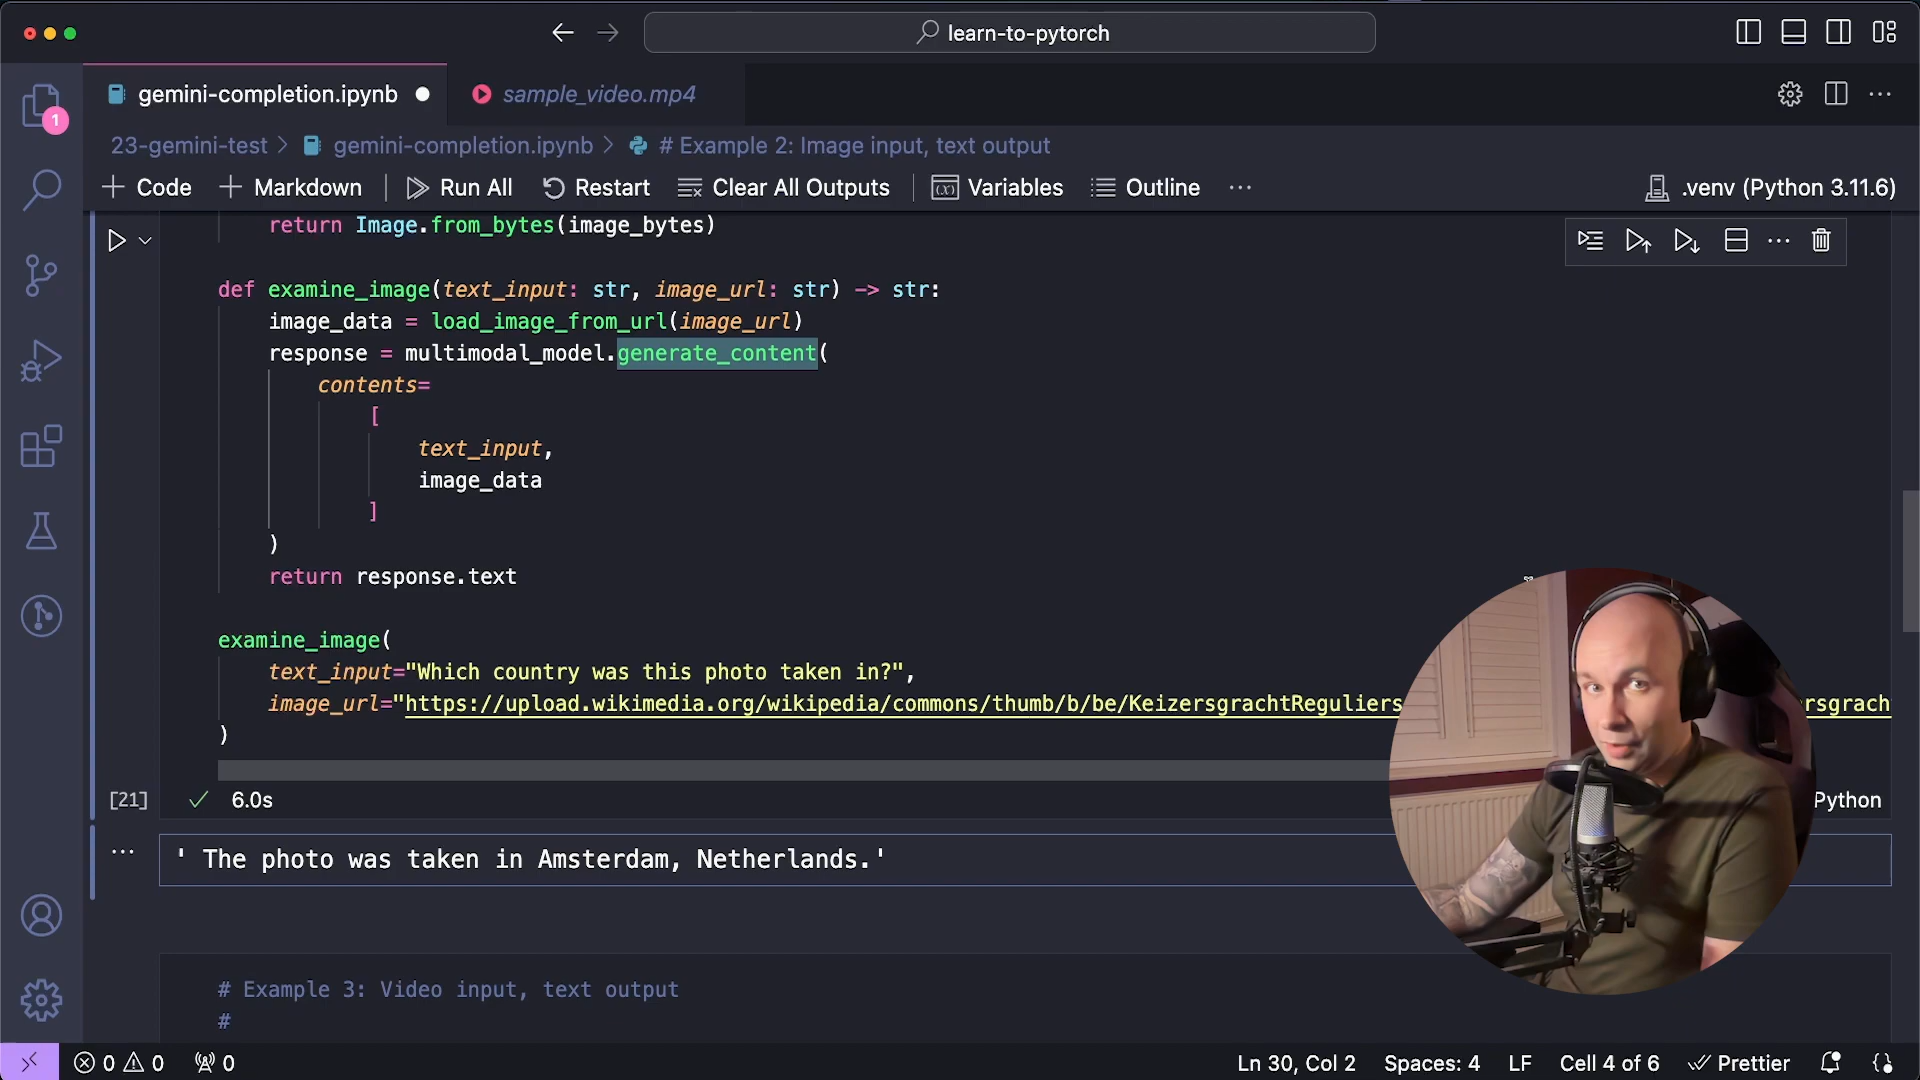 learn-to-pytorch
1
gemini-completion.ipynb
sample_video.mp4
23-gemini-test > gemini-completion.ipynb > # Example 2: Image input, text output
+ Code + Markdown | Run All Restart Clear All Outputs | Variables Outline ...
.venv (Python 3.11.6)
return Image.from_bytes(image_bytes)
def examine_image(text_input: str, image_url: str) -> str:
image_data = load_image_from_url(image_url)
response = multimodal_model.generate_content(
contents=
[
text_input,
image_data
]
)
return response.text
examine_image(
text_input="Which country was this photo taken in?",
image_url="https://upload.wikimedia.org/wikipedia/commons/thumb/b/be/KeizersgrachtReguliers
)
[21] 6.0s
Python
' The photo was taken in Amsterdam, Netherlands.'
# Example 3: Video input, text output
#
0 0 0 Ln 30, Col 2 Spaces: 4 LF Cell 4 of 6 Prettier